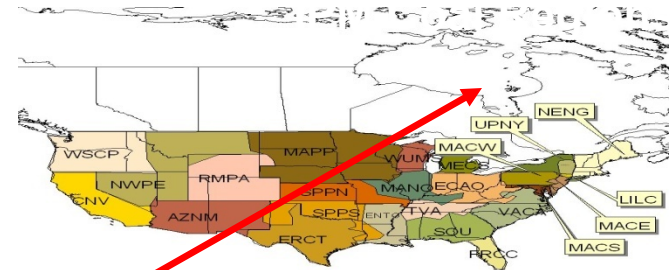 NENG
UPNY
MACW
WSCP
MAPP
WUMS
MECS
NWPE
RMPA
MANO
ECAO
LILC
CNV
SPPN
AZNM
SPPS
ENTG
TVA
VACA
MACE
ERCT
SOU
MACS
FRCC